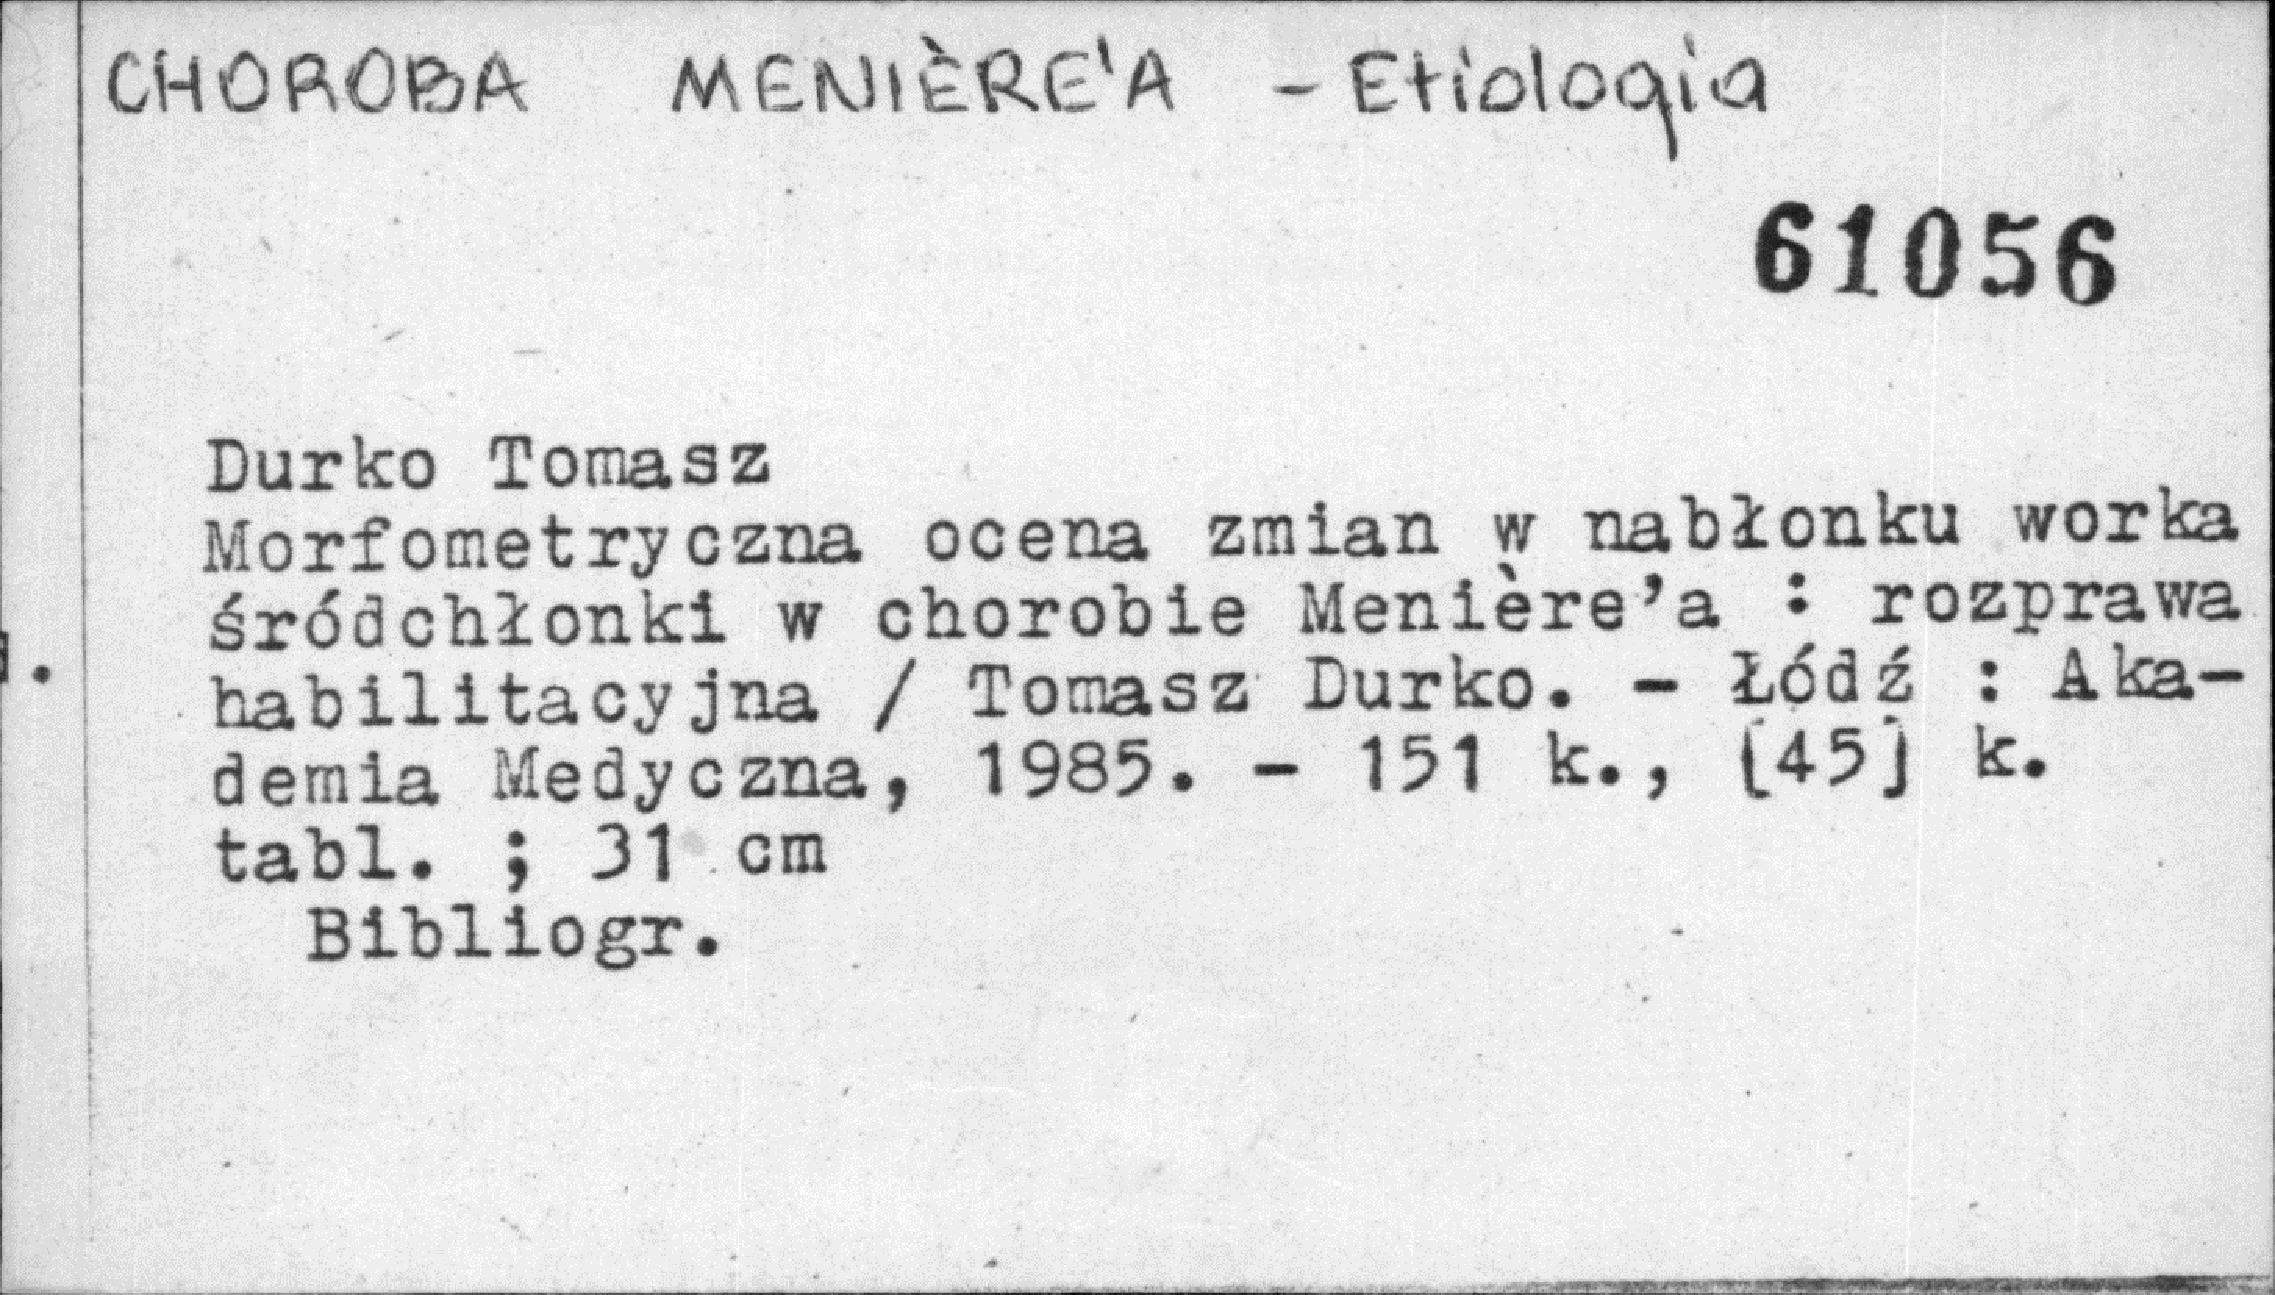 CHOROBA MENIÈRE'A - Etiologia
61056
Durko Tomasz
Morfometryczna ocena zmian w nabłonku worka
śródchłonki w chorobie Menière'a : rozprawa
habilitacyjna / Tomasz Durko. - Łódź : Aka-
demia Medyczna, 1985. - 151 k., [45] k.
tabl. ; 31 cm
Bibliogr.